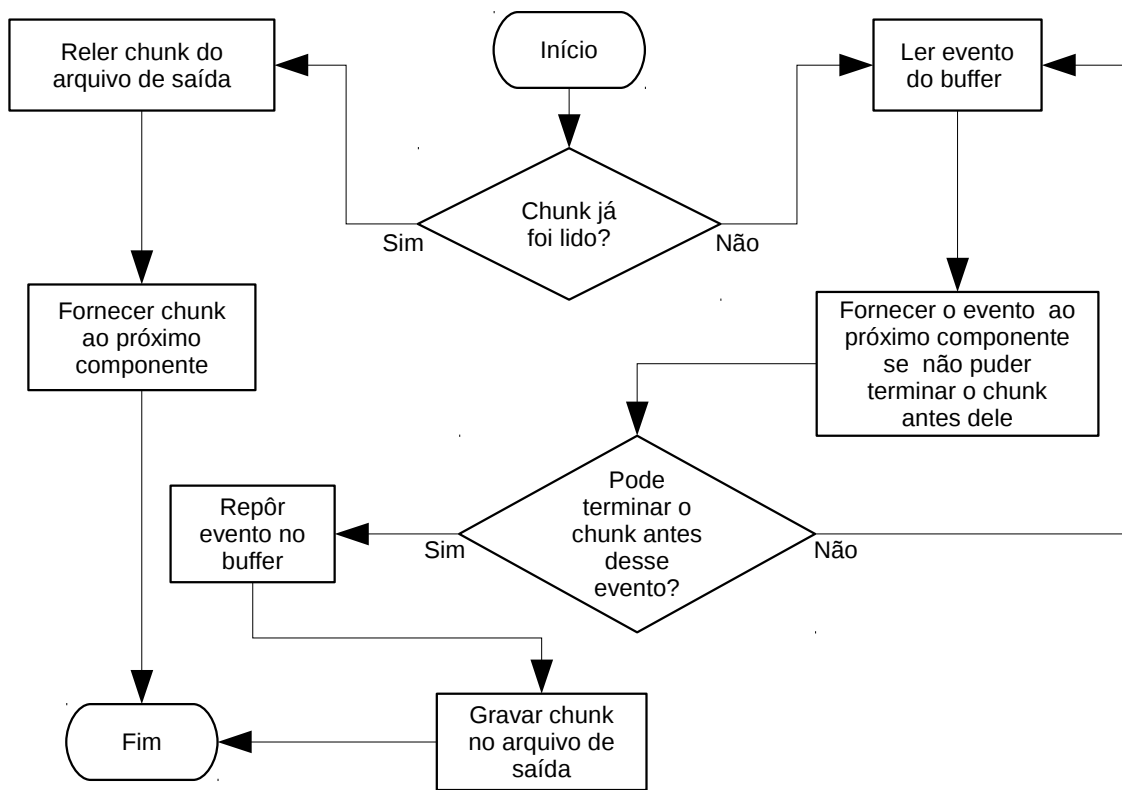 Início
Reler chunk do
arquivo de saída
Ler evento
do buffer
Chunk já
foi lido?
Sim
Não
Fornecer chunk
ao próximo
componente
Fornecer o evento ao
próximo componente
se não puder
terminar o chunk
antes dele
Pode
terminar o
chunk antes
desse
evento?
Sim
Não
Repôr
evento no
buffer
Gravar chunk
no arquivo de
saída
Fim